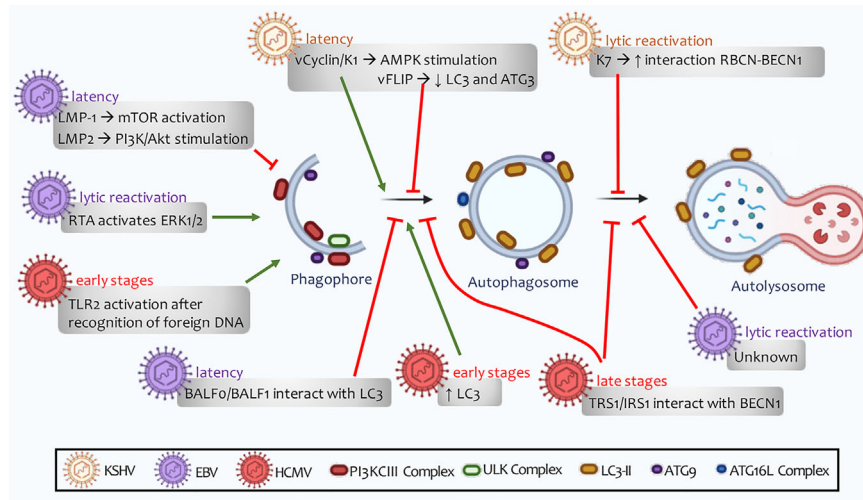 latency
vCyclin/K1 → AMPK stimulation
vFLIP → ↓ LC3 and ATG3
lytic reactivation
K7 → ↑ interaction RBCN-BECN1
latency
LMP-1 → mTOR activation
LMP2 → PI3K/Akt stimulation
lytic reactivation
RTA activates ERK1/2
early stages
TLR2 activation after
recognition of foreign DNA
Phagophore
Autophagosome
Autolysosome
latency
BALF0/BALF1 interact with LC3
early stages
↑ LC3
late stages
TRS1/IRS1 interact with BECN1
lytic reactivation
Unknown
KSHV
EBV
HCMV
PI3KCIII Complex
ULK Complex
LC3-II
ATG9
ATG16L Complex